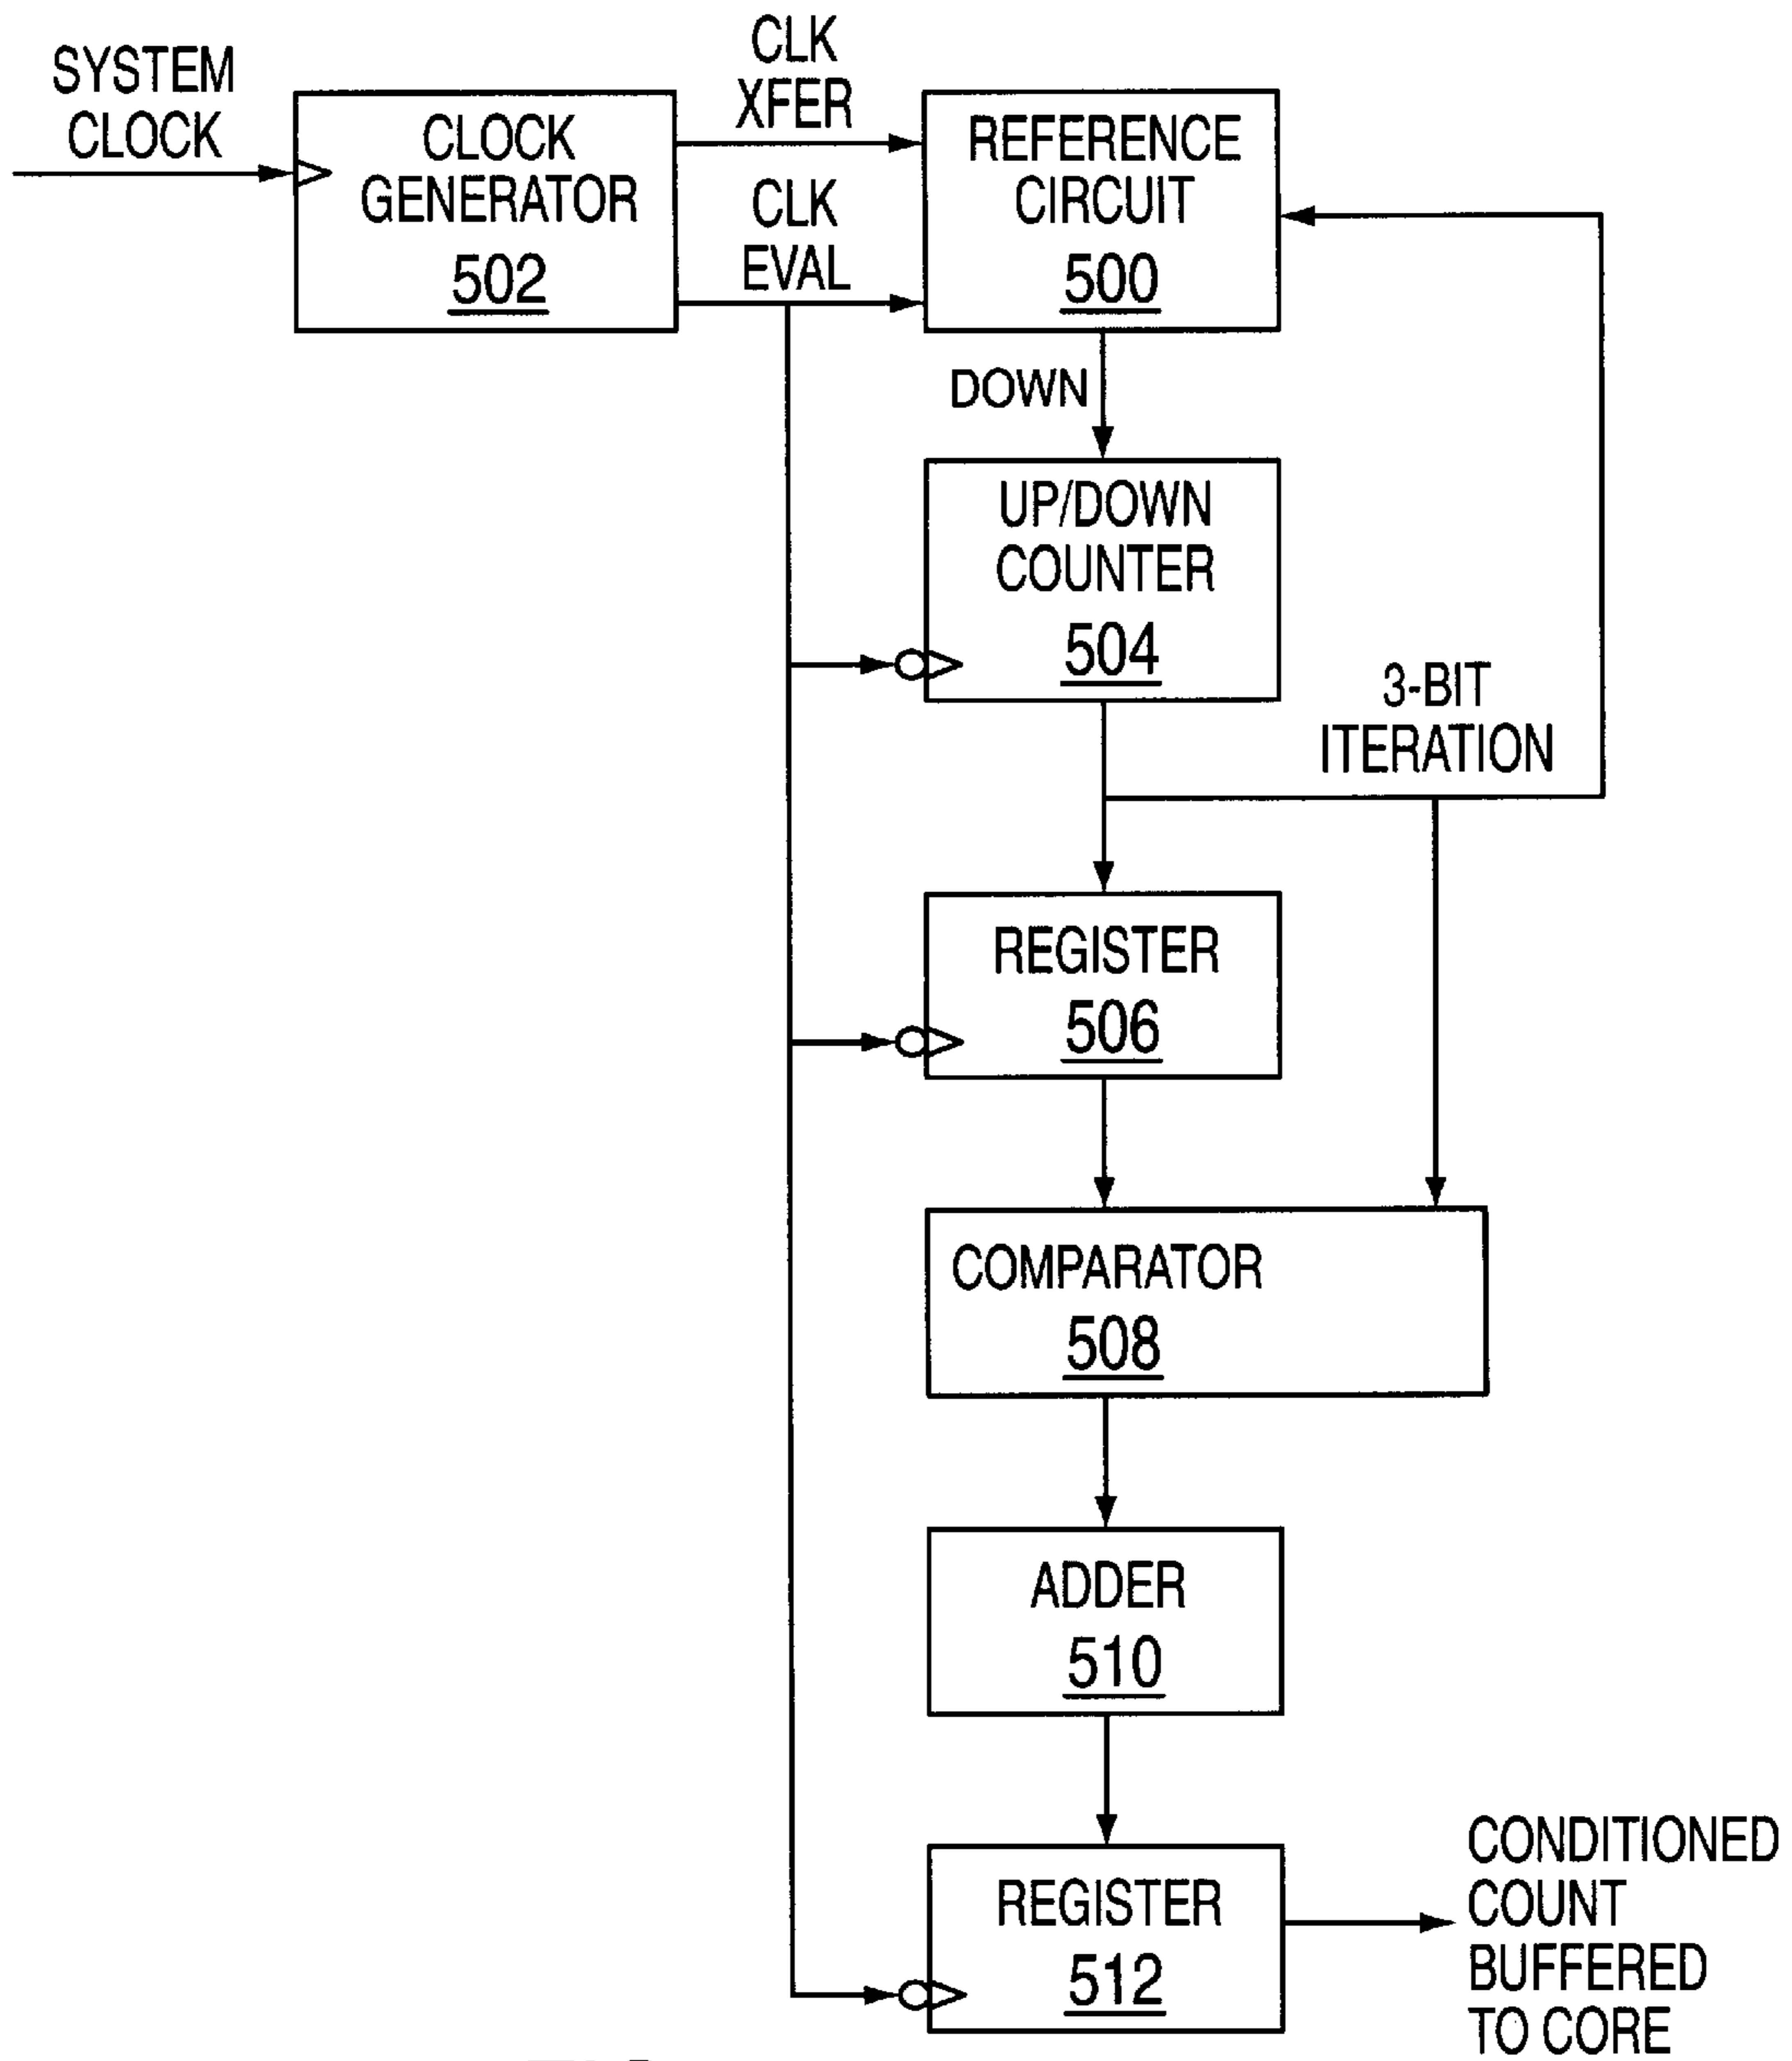 SYSTEM
CLOCK
CLOCK
GENERATOR
502
CLK
XFER
CLK
EVAL
REFERENCE
CIRCUIT
500
DOWN
UP/DOWN
COUNTER
504
3-BIT
ITERATION
REGISTER
506
COMPARATOR
508
ADDER
510
REGISTER
512
CONDITIONED
COUNT
BUFFERED
TO CORE